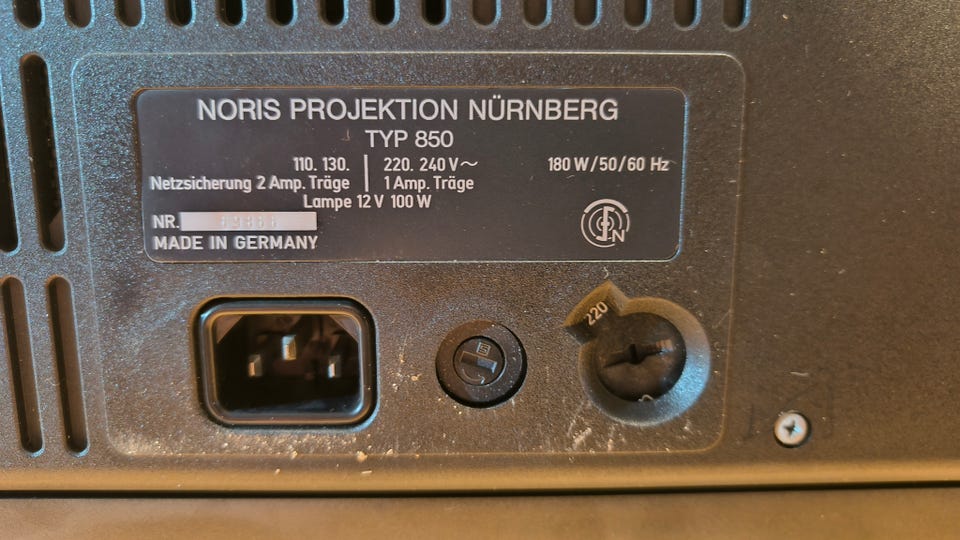 NORIS PROJEKTION NÜRNBERG
TYP 850
110. 130. | 220. 240 V~ 180 W/50/60 Hz
Netzsicherung 2 Amp. Träge | 1 Amp. Träge
Lampe 12 V 100 W
NR.
MADE IN GERMANY
220